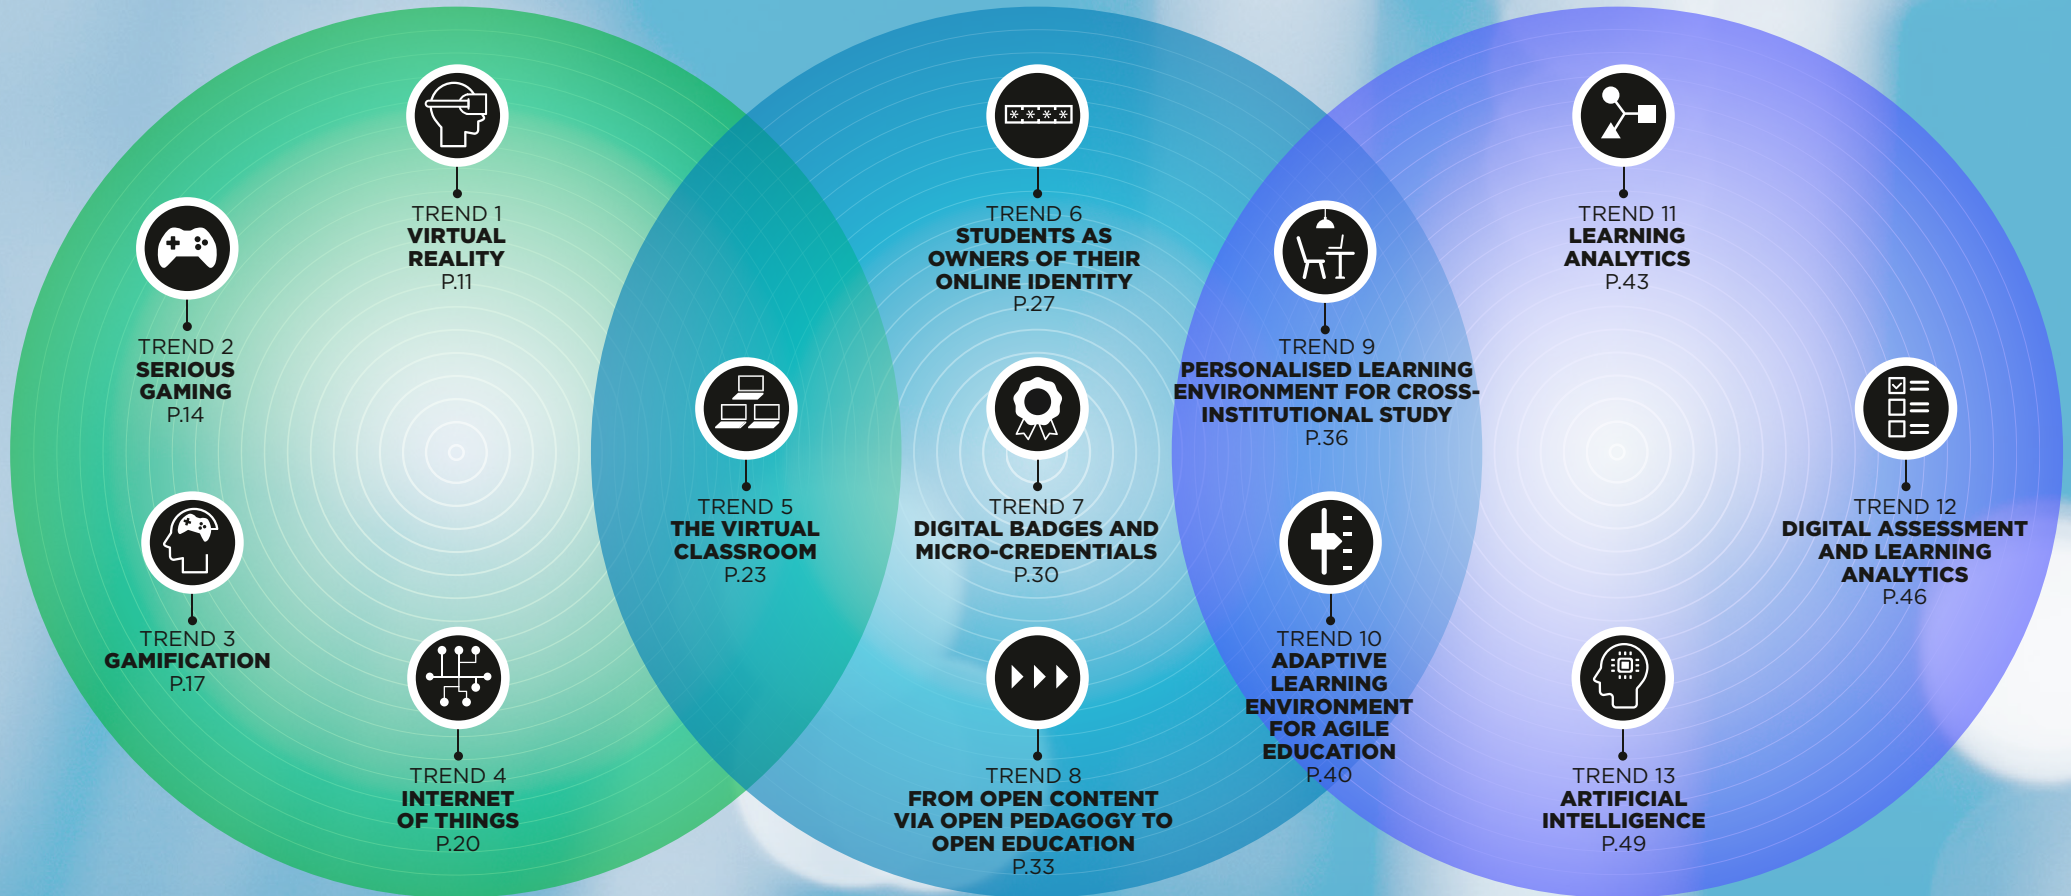 TREND 1
VIRTUAL
REALITY
P.11
TREND 2
SERIOUS
GAMING
P.14
TREND 3
GAMIFICATION
P.17
TREND 4
INTERNET
OF THINGS
P.20
TREND 5
THE VIRTUAL
CLASSROOM
P.23
****
TREND 6
STUDENTS AS
OWNERS OF THEIR
ONLINE IDENTITY
P.27
TREND 7
DIGITAL BADGES AND
MICRO-CREDENTIALS
P.30
TREND 8
FROM OPEN CONTENT
VIA OPEN PEDAGOGY TO
OPEN EDUCATION
P.33
TREND 9
PERSONALISED LEARNING
ENVIRONMENT FOR CROSS-
INSTITUTIONAL STUDY
P.36
TREND 10
ADAPTIVE
LEARNING
ENVIRONMENT
FOR AGILE
EDUCATION
P.40
TREND 11
LEARNING
ANALYTICS
P.43
TREND 12
DIGITAL ASSESSMENT
AND LEARNING
ANALYTICS
P.46
TREND 13
ARTIFICIAL
INTELLIGENCE
P.49